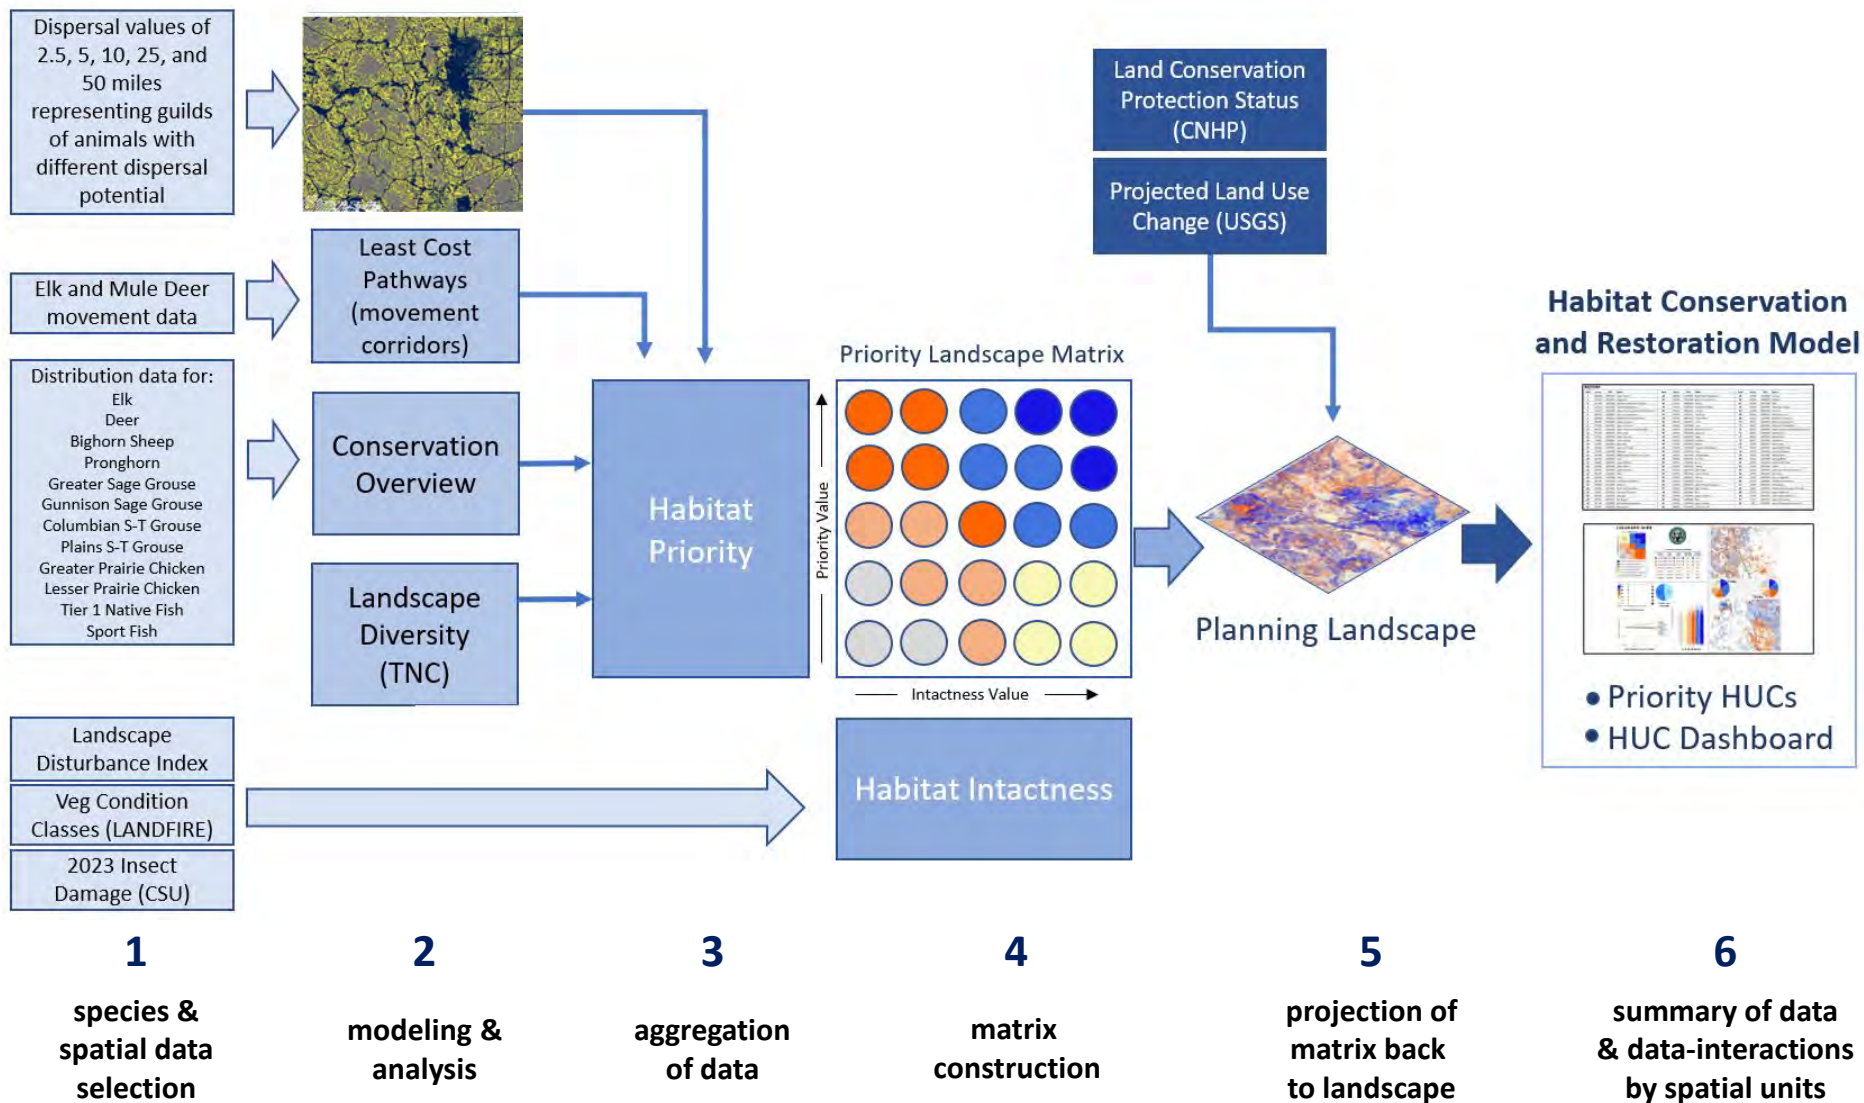 Dispersal values of
2.5, 5, 10, 25, and
50 miles
representing guilds
of animals with
different dispersal
potential
Elk and Mule Deer
movement data
Distribution data for:
Elk
Deer
Bighorn Sheep
Pronghorn
Greater Sage Grouse
Gunnison Sage Grouse
Columbian S-T Grouse
Plains S-T Grouse
Greater Prairie Chicken
Lesser Prairie Chicken
Tier 1 Native Fish
Sport Fish
Landscape
Disturbance Index
Veg Condition
Classes (LANDFIRE)
2023 Insect
Damage (CSU)
Least Cost
Pathways
(movement
corridors)
Conservation
Overview
Landscape
Diversity
(TNC)
Habitat
Priority
Priority Landscape Matrix
Priority Value
Intactness Value
Habitat Intactness
Land Conservation
Protection Status
(CNHP)
Projected Land Use
Change (USGS)
Planning Landscape
Habitat Conservation
and Restoration Model
• Priority HUCs
• HUC Dashboard
1
species &
spatial data
selection
2
modeling &
analysis
3
aggregation
of data
4
matrix
construction
5
projection of
matrix back
to landscape
6
summary of data
& data-interactions
by spatial units